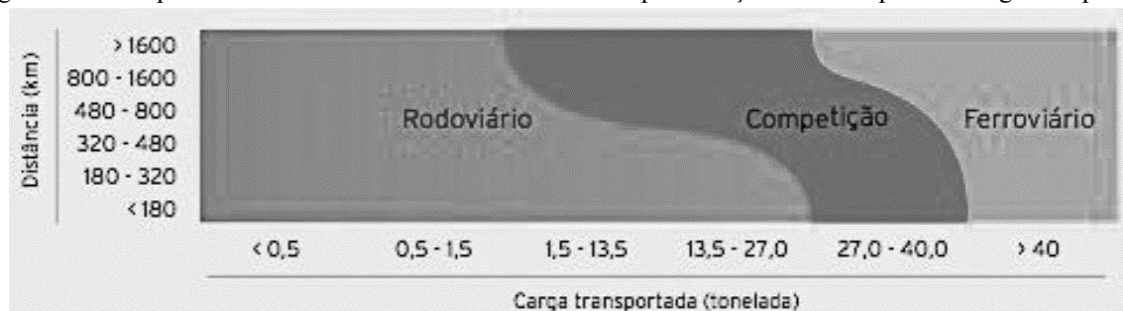 Distância (km)
> 1600
800 - 1600
480 - 800
320 - 480
180 - 320
< 180
Rodoviário
Competição
Ferroviário
< 0,5
0,5 - 1,5
1,5 - 13,5
13,5 - 27,0
27,0 - 40,0
> 40
Carga transportada (tonelada)